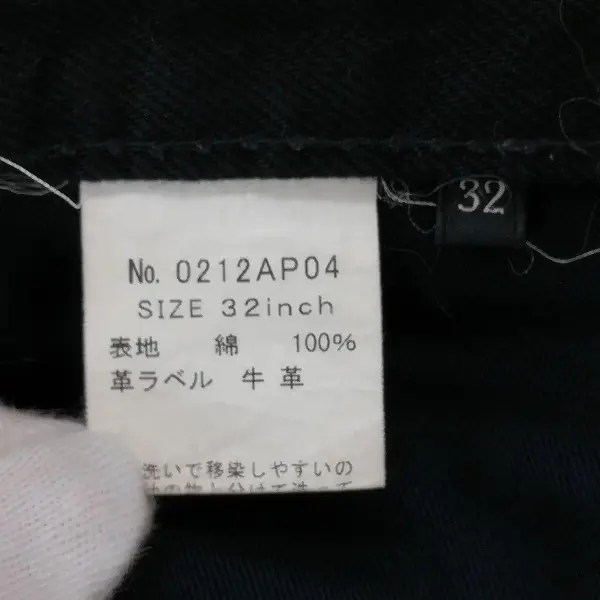 32
No. 0212AP04
SIZE 32inch
表地 綿 100%
革ラベル 牛革
洗いで移染しやすいの